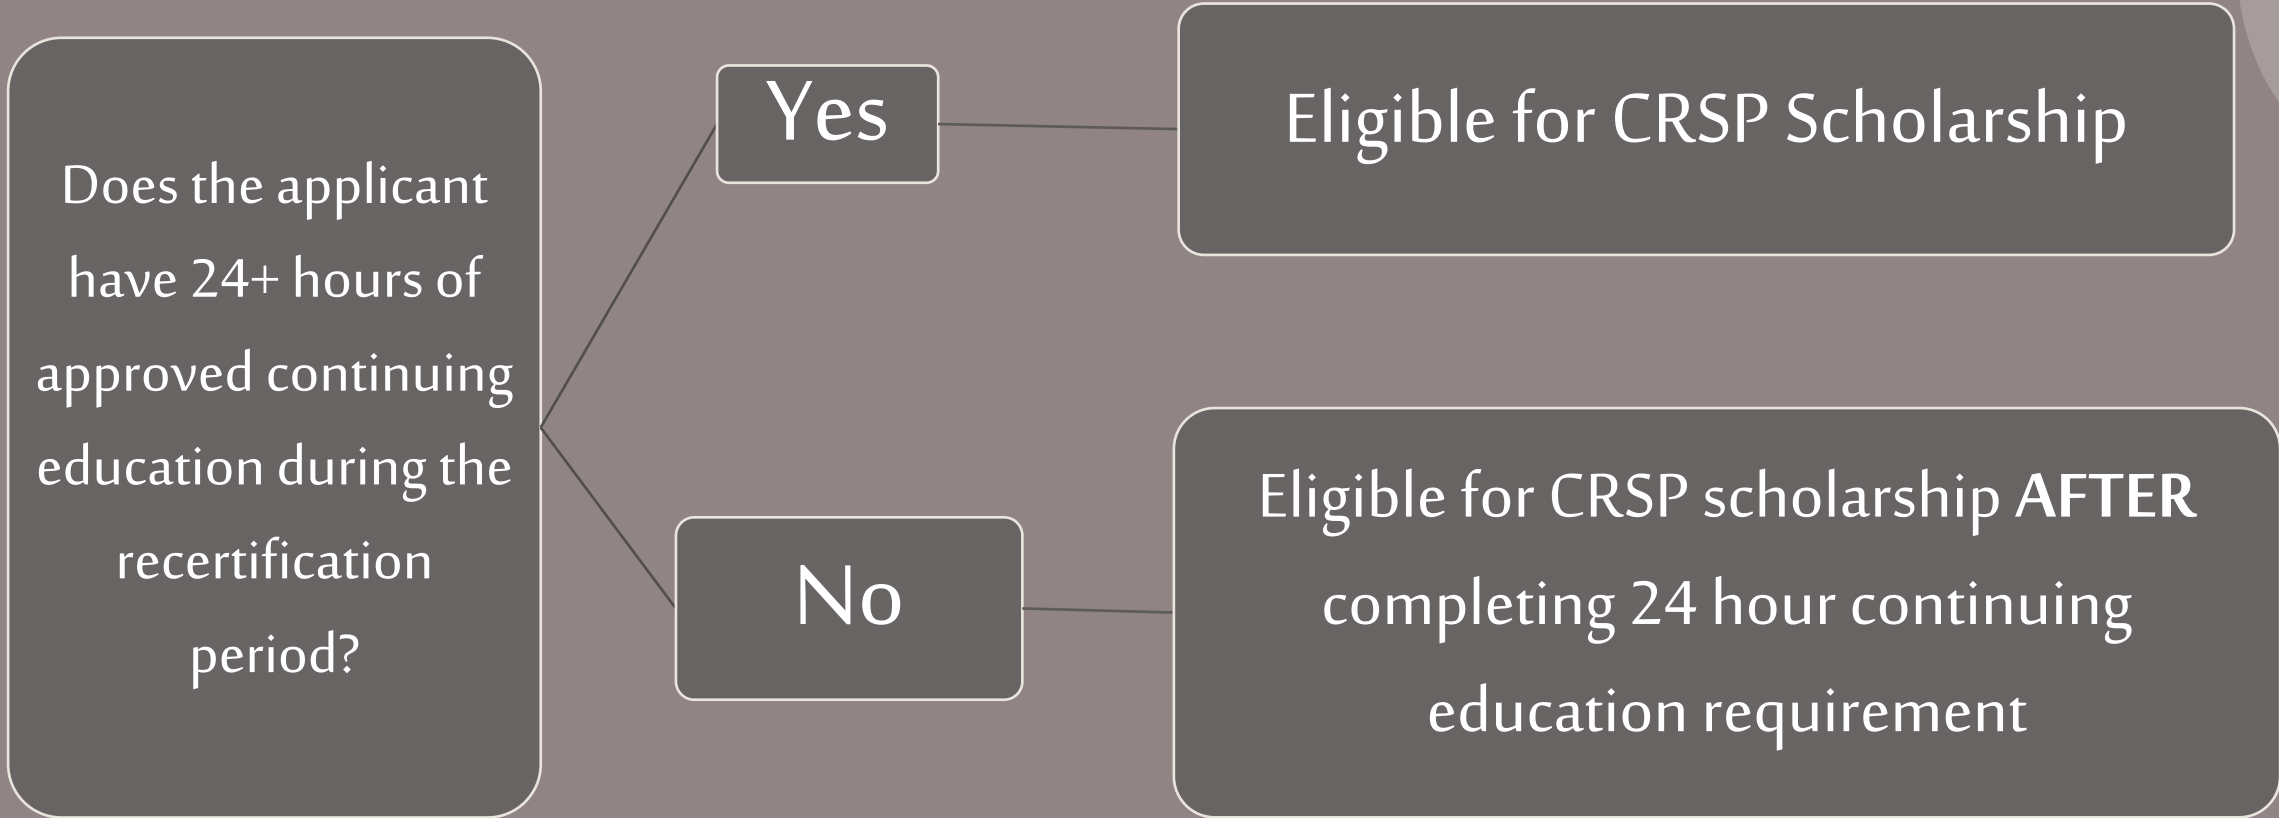 Does the applicant
have 24+ hours of
approved continuing
education during the
recertification
period?
Yes
Eligible for CRSP Scholarship
No
Eligible for CRSP scholarship AFTER
completing 24 hour continuing
education requirement